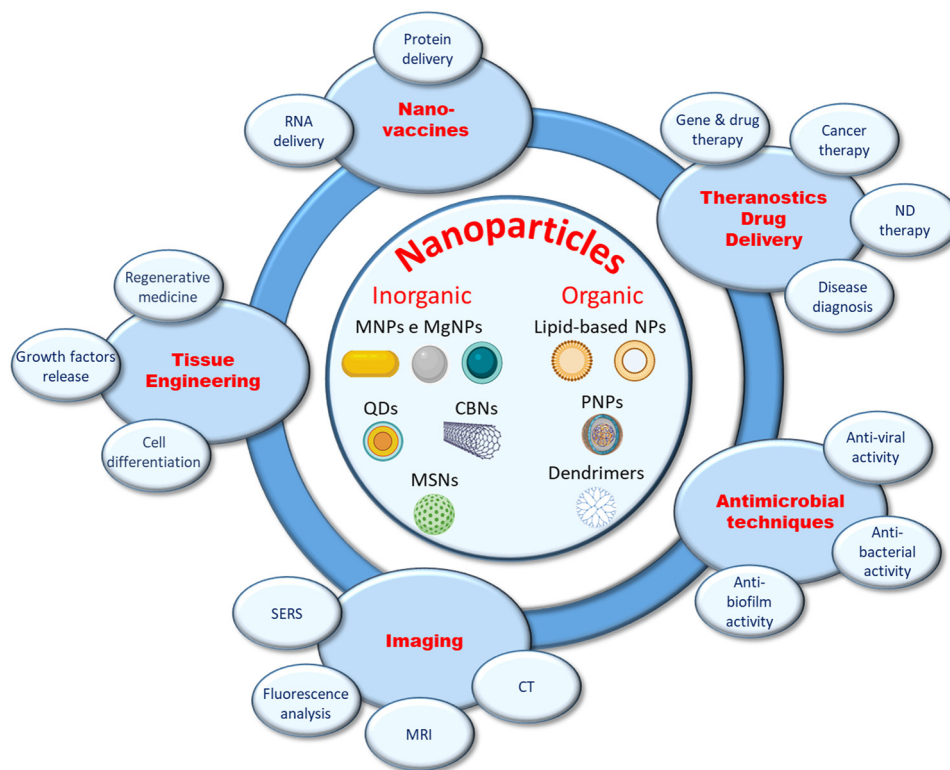 Protein
delivery
Nano-
vaccines
RNA
delivery
Gene & drug
therapy
Cancer
therapy
Theranostics
Drug
Delivery
ND
therapy
Disease
diagnosis
Nanoparticles
Inorganic
Organic
MNPs e MgNPs
Lipid-based NPs
QDs
CBNs
PNPs
MSNs
Dendrimers
Regenerative
medicine
Growth factors
release
Tissue
Engineering
Cell
differentiation
Anti-viral
activity
Antimicrobial
techniques
Anti-
bacterial
activity
Anti-
biofilm
activity
SERS
Imaging
Fluorescence
analysis
MRI
CT